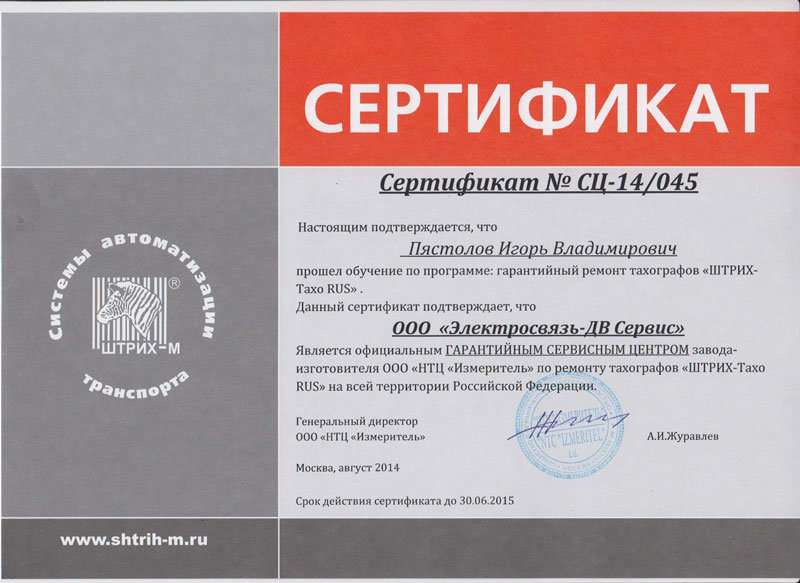 СЕРТИФИКАТ
Сертификат № СЦ-14/045
Настоящим подтверждается, что
Пястолов Игорь Владимирович
прошел обучение по программе: гарантийный ремонт тахографов «ШТРИХ-
Тахо RUS» .
Данный сертификат подтверждает, что
ООО «Электросвязь-ДВ Сервис»
Является официальным ГАРАНТИЙНЫМ СЕРВИСНЫМ ЦЕНТРОМ завода-
изготовителя ООО «НТЦ «Измеритель» по ремонту тахографов «ШТРИХ-Тахо
RUS» на всей территории Российской Федерации.
Генеральный директор
ООО «НТЦ «Измеритель»
А.И.Журавлев
NTC "IZMERITEL"
Ltd.
Москва, август 2014
Срок действия сертификата до 30.06.2015
Системы автоматизации
®
ШТРИХ-М
транспорта
www.shtrih-m.ru